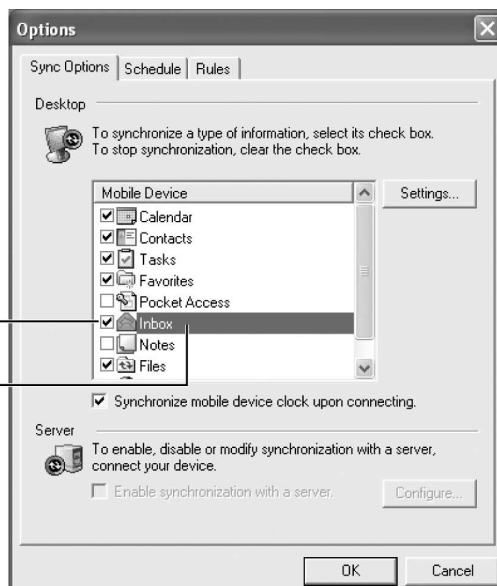 Options
Sync Options Schedule Rules
Desktop
To synchronize a type of information, select its check box.
To stop synchronization, clear the check box.
Mobile Device
Settings...
Calendar
Contacts
Tasks
Favorites
Pocket Access
Inbox
Notes
Files
Synchronize mobile device clock upon connecting.
Server
To enable, disable or modify synchronization with a server,
connect your device.
Enable synchronization with a server.
Configure...
OK Cancel